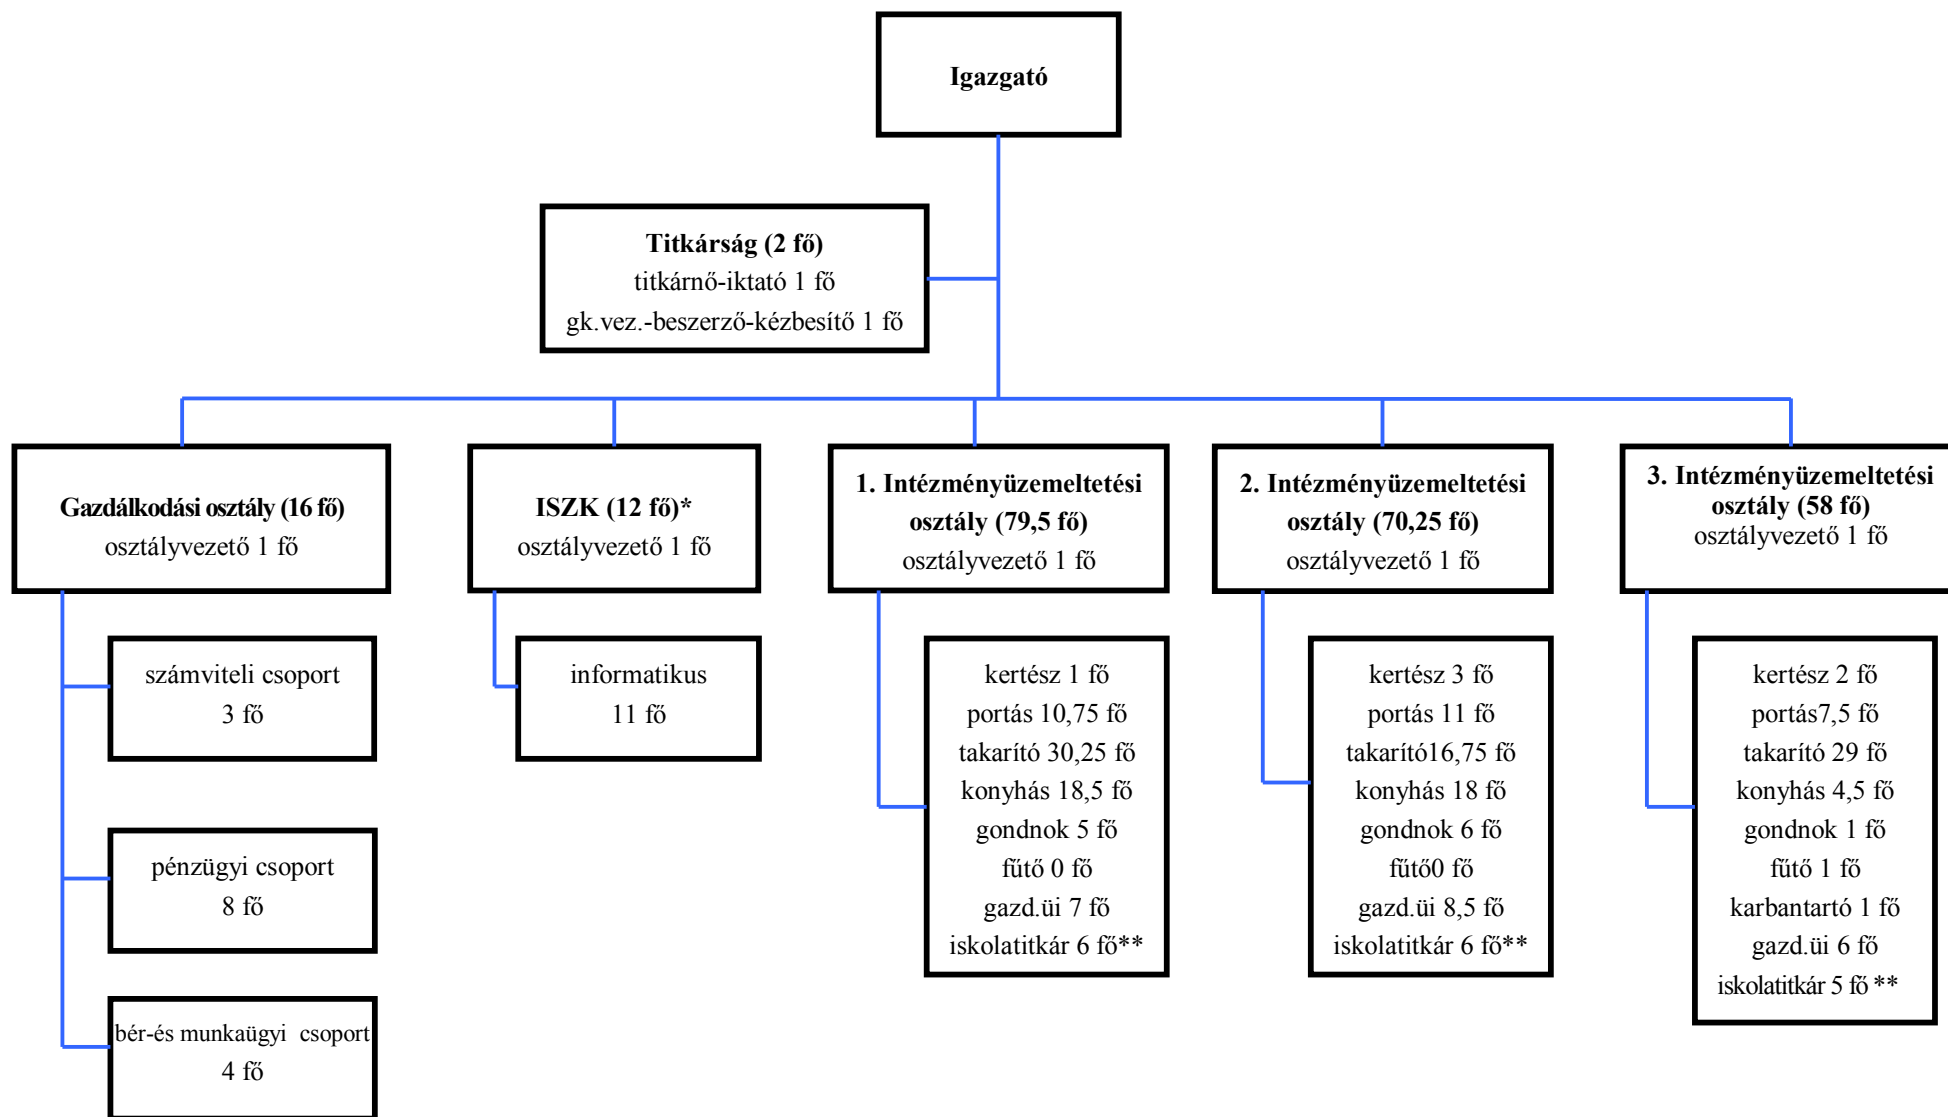 Igazgató
Titkárság (2 fő)
titkárnő-iktató 1 fő
gk.vez.-beszerző-kézbesítő 1 fő
Gazdálkodási osztály (16 fő)
osztályvezető 1 fő
ISZK (12 fő)*
osztályvezető 1 fő
1. Intézményüzemeltetési
osztály (79,5 fő)
osztályvezető 1 fő
2. Intézményüzemeltetési
osztály (70,25 fő)
osztályvezető 1 fő
3. Intézményüzemeltetési
osztály (58 fő)
osztályvezető 1 fő
számviteli csoport
3 fő
pénzügyi csoport
8 fő
bér-és munkaügyi csoport
4 fő
informatikus
11 fő
kertész 1 fő
portás 10,75 fő
takarító 30,25 fő
konyhás 18,5 fő
gondnok 5 fő
fűtő 0 fő
gazd.üi 7 fő
iskolatitkár 6 fő**
kertész 3 fő
portás 11 fő
takarító16,75 fő
konyhás 18 fő
gondnok 6 fő
fűtő0 fő
gazd.üi 8,5 fő
iskolatitkár 6 fő**
kertész 2 fő
portás7,5 fő
takarító 29 fő
konyhás 4,5 fő
gondnok 1 fő
fűtő 1 fő
karbantartó 1 fő
gazd.üi 6 fő
iskolatitkár 5 fő **